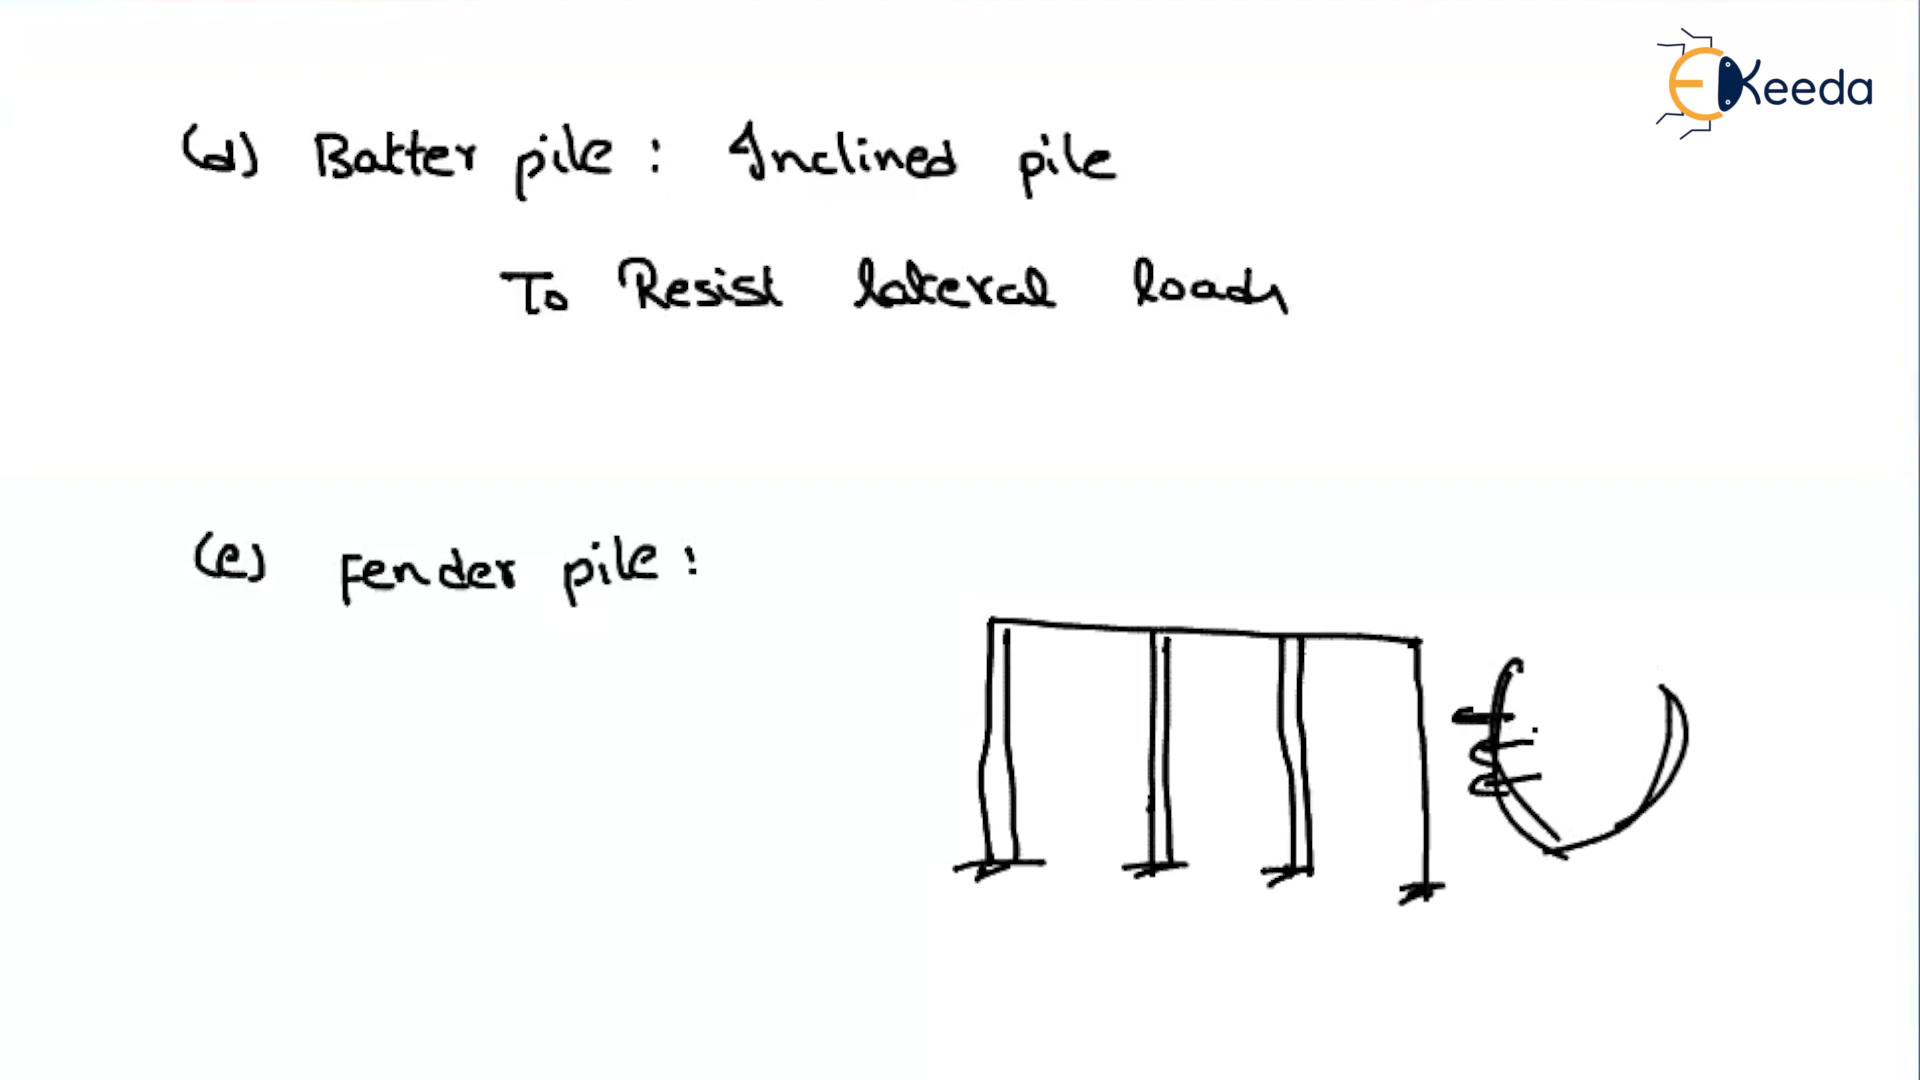 EKeeda
(d) Batter pile : Inclined pile
To Resist lateral loads
(e) Fender pile :